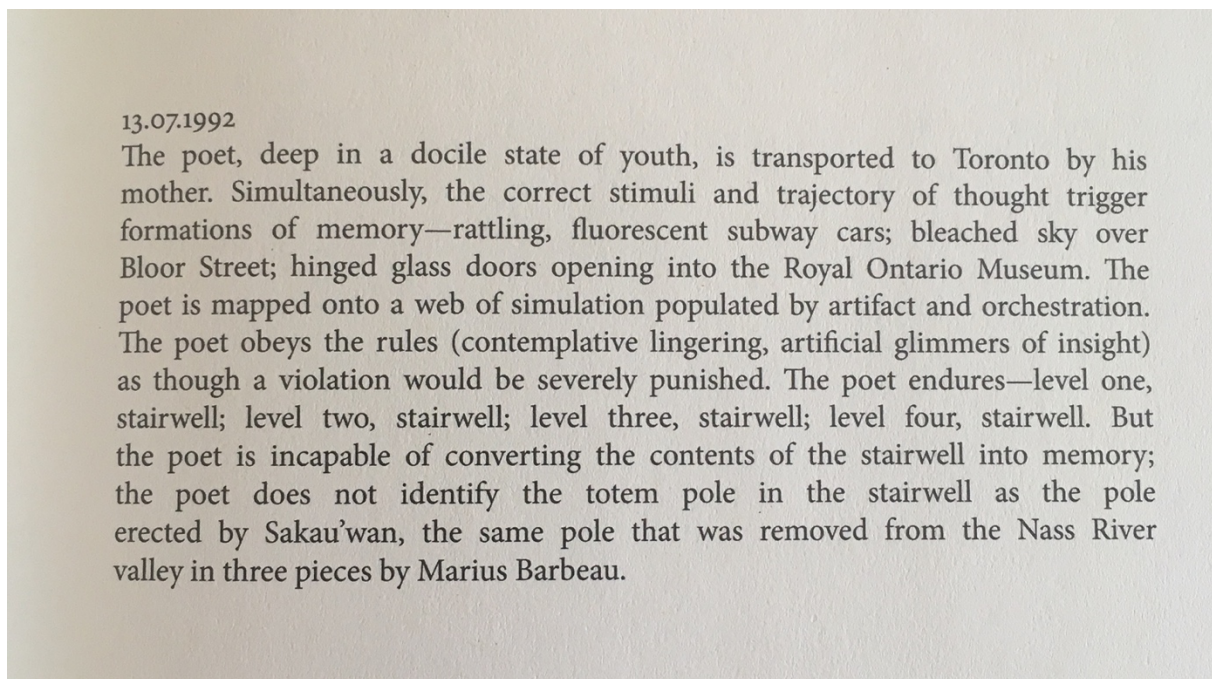 13.07.1992
The poet, deep in a docile state of youth, is transported to Toronto by his
mother. Simultaneously, the correct stimuli and trajectory of thought trigger
formations of memory—rattling, fluorescent subway cars; bleached sky over
Bloor Street; hinged glass doors opening into the Royal Ontario Museum. The
poet is mapped onto a web of simulation populated by artifact and orchestration.
The poet obeys the rules (contemplative lingering, artificial glimmers of insight)
as though a violation would be severely punished. The poet endures—level one,
stairwell; level two, stairwell; level three, stairwell; level four, stairwell. But
the poet is incapable of converting the contents of the stairwell into memory;
the poet does not identify the totem pole in the stairwell as the pole
erected by Sakau’wan, the same pole that was removed from the Nass River
valley in three pieces by Marius Barbeau.